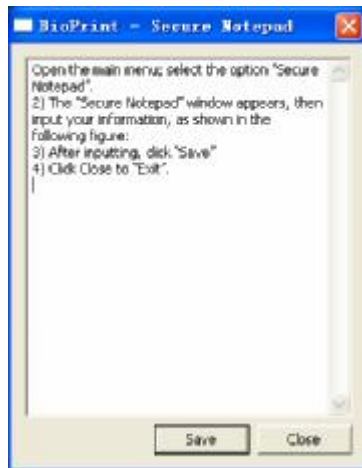 BioPrint - Secure Notepad
Open the main menu; select the option "Secure
Notepad".
2) The "Secure Notepad" window appears, then
input your information, as shown in the
following figure:
3) After inputting, click "Save"
4) Click Close to "Exit".
Save Close